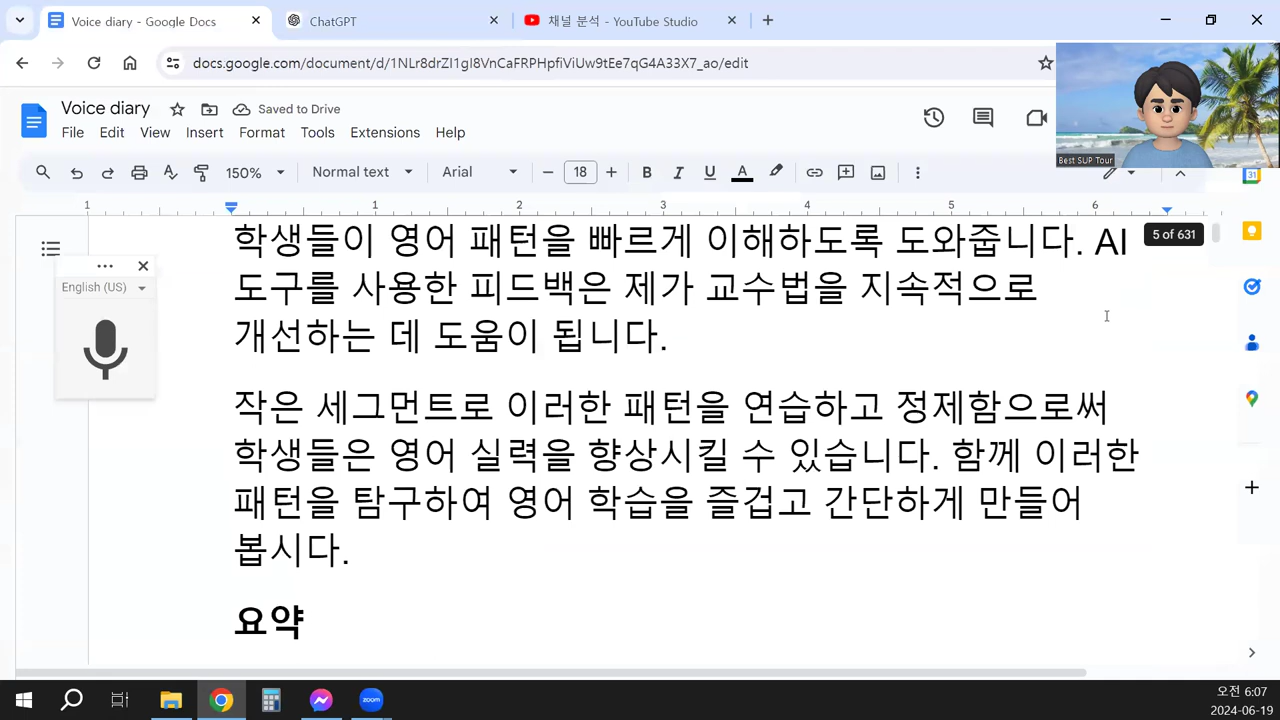 Voice diary - Google Docs
ChatGPT
채널 분석 - YouTube Studio
docs.google.com/document/d/1NLr8drZI1gI8VnCaFRPHpfiViUw9tEe7qG4A33X7_ao/edit
Voice diary
Saved to Drive
File Edit View Insert Format Tools Extensions Help
Best SUP Tour
150% Normal text Arial 18 B I U A
31
1 1 2 3 4 5 6
5 of 631
English (US)
학생들이 영어 패턴을 빠르게 이해하도록 도와줍니다. AI
도구를 사용한 피드백은 제가 교수법을 지속적으로
개선하는 데 도움이 됩니다.
작은 세그먼트로 이러한 패턴을 연습하고 정제함으로써
학생들은 영어 실력을 향상시킬 수 있습니다. 함께 이러한
패턴을 탐구하여 영어 학습을 즐겁고 간단하게 만들어
봅시다.
요약
zoom
오전 6:07
2024-06-19